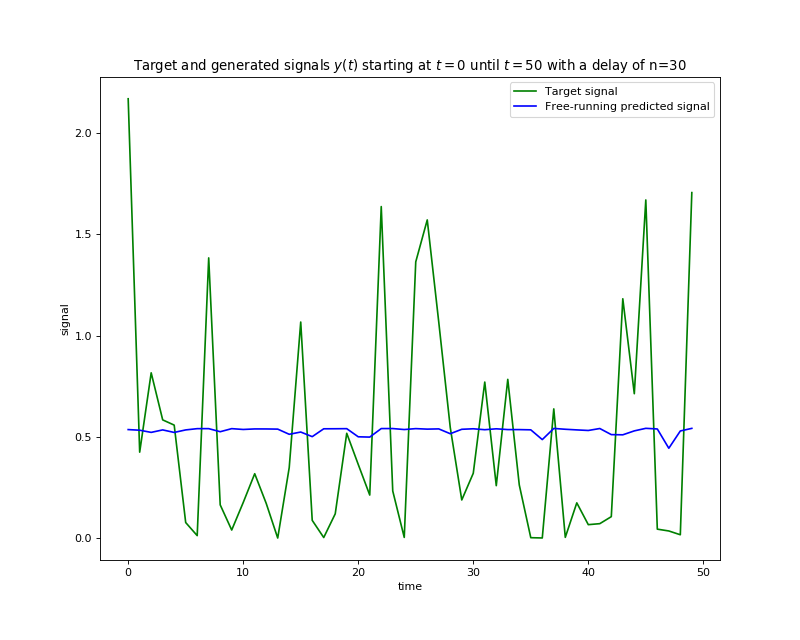 Target and generated signals y(t) starting at t = 0 until t = 50 with a delay of n=30
Target signal
Free-running predicted signal
2.0
1.5
1.0
0.5
0.0
signal
0 10 20 30 40 50
time